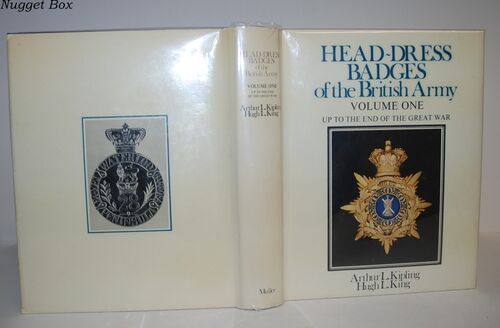 Nugget Box
HEAD-DRESS
BADGES
of the
British Army
VOLUME ONE
UP TO THE END
OF THE GREAT WAR
Arthur L. Kipling
Hugh L. King
Muller
HEAD-DRESS
BADGES
of the British Army
VOLUME ONE
UP TO THE END OF THE GREAT WAR
Arthur L. Kipling
Hugh L. King